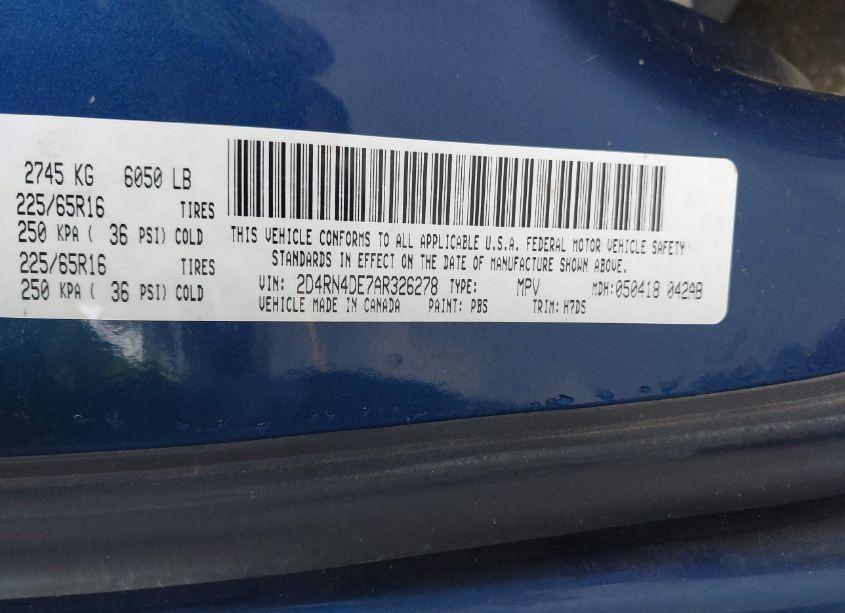 2745 KG 6050 LB
225/65R16 TIRES
250 KPA ( 36 PSI) COLD
225/65R16 TIRES
250 KPA ( 36 PSI) COLD
THIS VEHICLE CONFORMS TO ALL APPLICABLE U.S.A. FEDERAL MOTOR VEHICLE SAFETY
STANDARDS IN EFFECT ON THE DATE OF MANUFACTURE SHOWN ABOVE.
VIN: 2D4RN4DE7AR326278 TYPE: MPV MDH:050418 042AB
VEHICLE MADE IN CANADA PAINT: PBS TRIM: H7DS